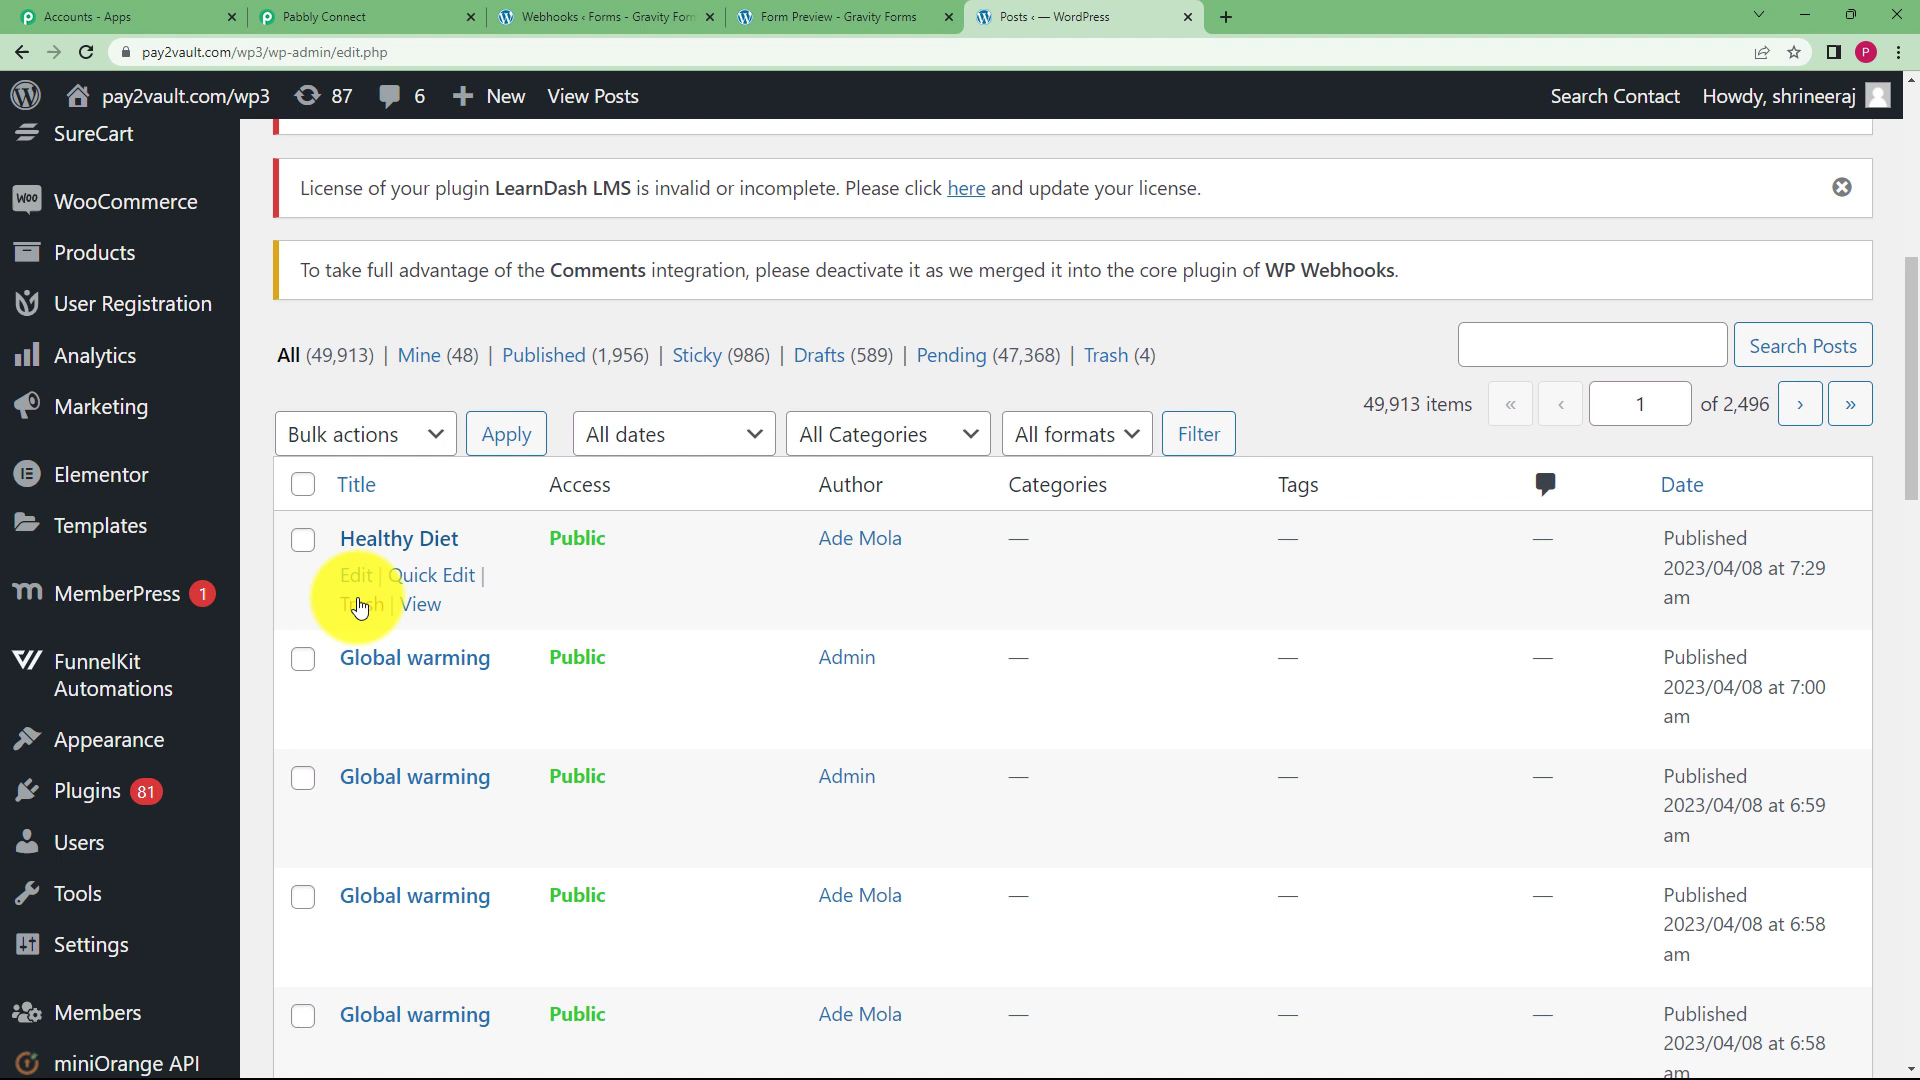 Accounts - Apps
Pabbly Connect
Webhooks ‹ Forms - Gravity For
Form Preview - Gravity Forms
Posts ‹ — WordPress
pay2vault.com/wp3/wp-admin/edit.php
P
pay2vault.com/wp3 87 6 New View Posts
Search Contact Howdy, shrineeraj
SureCart
WooCommerce
Products
User Registration
Analytics
Marketing
Elementor
Templates
MemberPress 1
FunnelKit
Automations
Appearance
Plugins 81
Users
Tools
Settings
Members
miniOrange API
License of your plugin LearnDash LMS is invalid or incomplete. Please click here and update your license.
To take full advantage of the Comments integration, please deactivate it as we merged it into the core plugin of WP Webhooks.
All (49,913) | Mine (48) | Published (1,956) | Sticky (986) | Drafts (589) | Pending (47,368) | Trash (4)
Search Posts
49,913 items « ‹ 1 of 2,496 › »
Bulk actions Apply All dates All Categories All formats Filter
Title Access Author Categories Tags Date
Healthy Diet Public Ade Mola — — — Published
2023/04/08 at 7:29
am
Edit | Quick Edit |
Trash | View
Global warming Public Admin — — — Published
2023/04/08 at 7:00
am
Global warming Public Admin — — — Published
2023/04/08 at 6:59
am
Global warming Public Ade Mola — — — Published
2023/04/08 at 6:58
am
Global warming Public Ade Mola — — — Published
2023/04/08 at 6:58
am